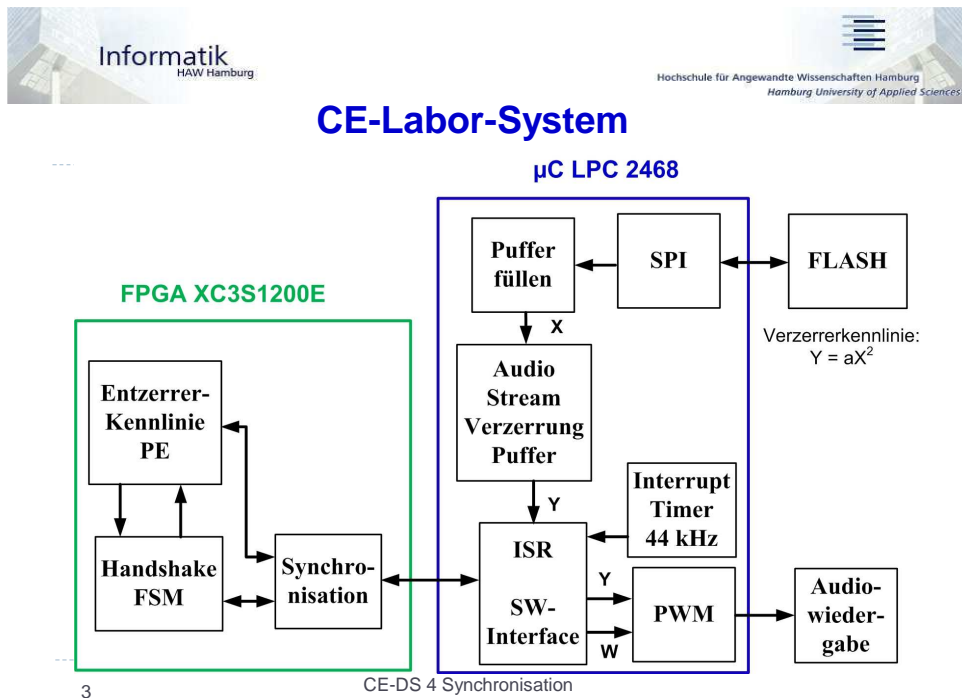 Informatik
HAW Hamburg
Hochschule für Angewandte Wissenschaften Hamburg
Hamburg University of Applied Sciences
CE-Labor-System
µC LPC 2468
Puffer
füllen
SPI
FLASH
FPGA XC3S1200E
X
Verzerrerkennlinie:
Y = aX²
Entzerrer-
Kennlinie
PE
Audio
Stream
Verzerrung
Puffer
Interrupt
Timer
44 kHz
Y
Handshake
FSM
Synchro-
nisation
ISR
SW-
Interface
Y
W
PWM
Audio-
wieder-
gabe
3
CE-DS 4 Synchronisation